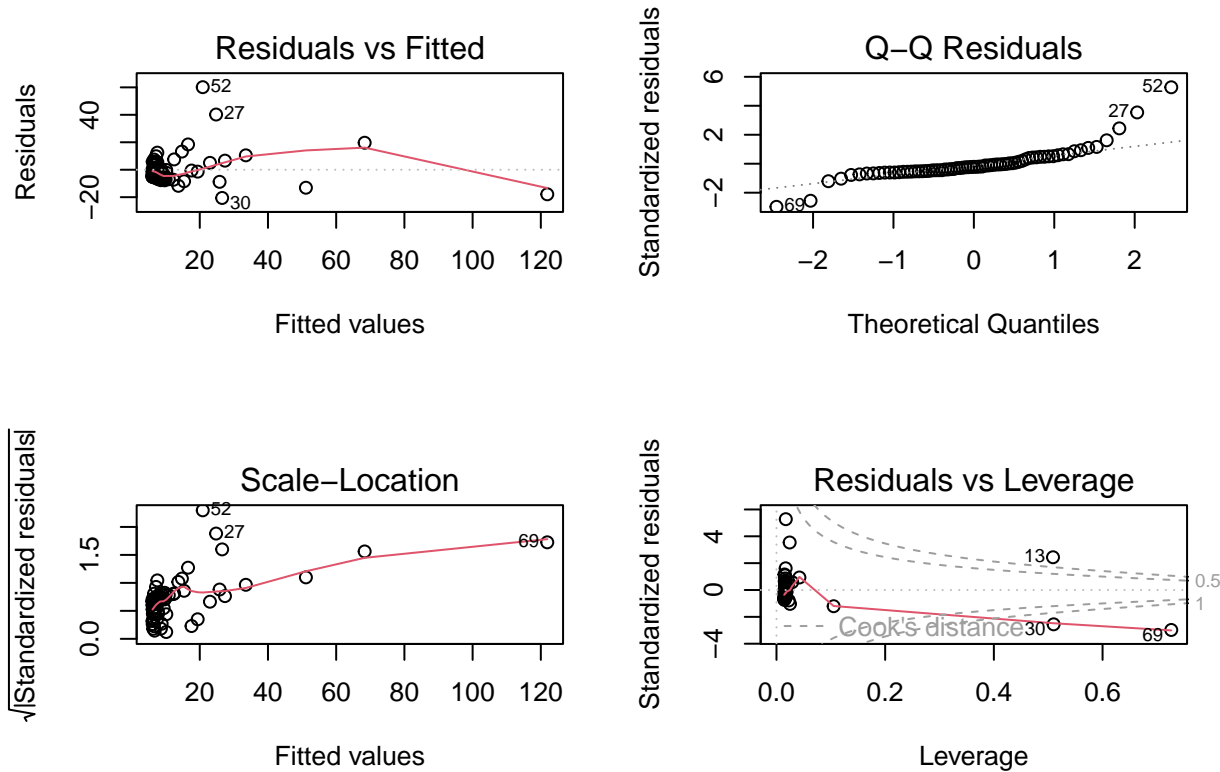 Residuals vs Fitted
Residuals
40
−20
52
27
30
20 40 60 80 100 120
Fitted values
Q−Q Residuals
Standardized residuals
6
2
−2
52
27
69
−2 −1 0 1 2
Theoretical Quantiles
Scale−Location
√|Standardized residuals|
1.5
0.0
52
27
69
20 40 60 80 100 120
Fitted values
Residuals vs Leverage
Standardized residuals
4
0
−4
13
0.5
1
Cook's distance
30
69
0.0 0.2 0.4 0.6
Leverage